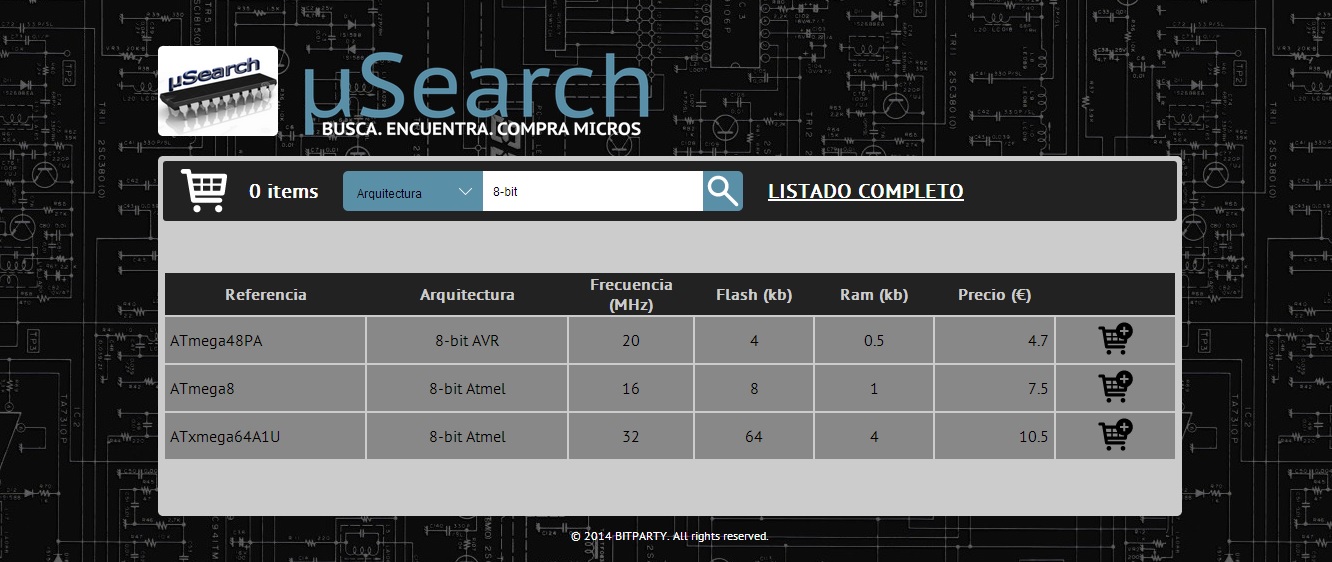 µSearch
µSearch
BUSCA. ENCUENTRA. COMPRA MICROS
0 items Arquitectura 8-bit LISTADO COMPLETO
Referencia Arquitectura Frecuencia (MHz) Flash (kb) Ram (kb) Precio (€)
ATmega48PA 8-bit AVR 20 4 0.5 4.7
ATmega8 8-bit Atmel 16 8 1 7.5
ATxmega64A1U 8-bit Atmel 32 64 4 10.5
© 2014 BITPARTY. All rights reserved.